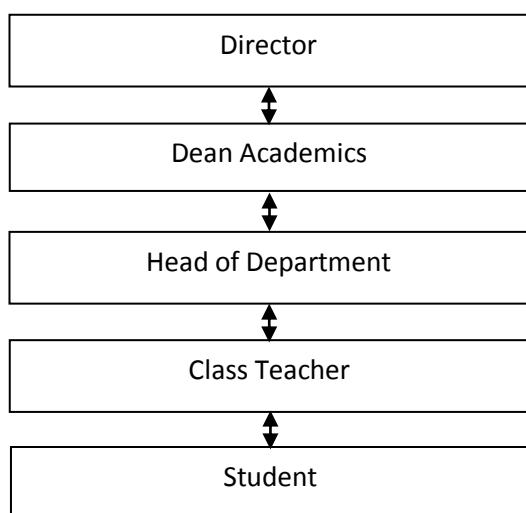 Director
Dean Academics
Head of Department
Class Teacher
Student